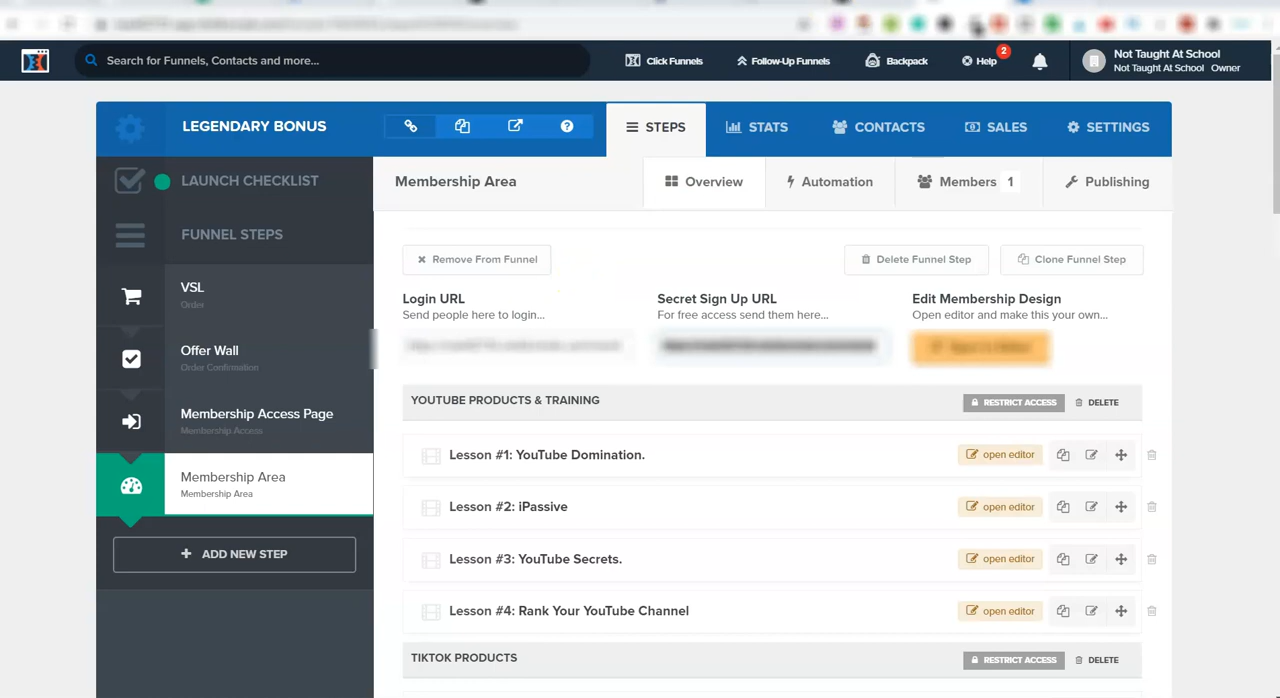 Search for Funnels, Contacts and more...
Click Funnels
Follow-Up Funnels
Backpack
Help
2
Not Taught At School
Not Taught At School Owner
LEGENDARY BONUS
STEPS
STATS
CONTACTS
SALES
SETTINGS
LAUNCH CHECKLIST
Membership Area
Overview
Automation
Members 1
Publishing
FUNNEL STEPS
VSL
Order
Offer Wall
Order Confirmation
Membership Access Page
Membership Access
Membership Area
Membership Area
+ ADD NEW STEP
Remove From Funnel
Delete Funnel Step
Clone Funnel Step
Login URL
Send people here to login...
Secret Sign Up URL
For free access send them here...
Edit Membership Design
Open editor and make this your own...
YOUTUBE PRODUCTS & TRAINING
RESTRICT ACCESS
DELETE
Lesson #1: YouTube Domination.
open editor
Lesson #2: iPassive
open editor
Lesson #3: YouTube Secrets.
open editor
Lesson #4: Rank Your YouTube Channel
open editor
TIKTOK PRODUCTS
RESTRICT ACCESS
DELETE